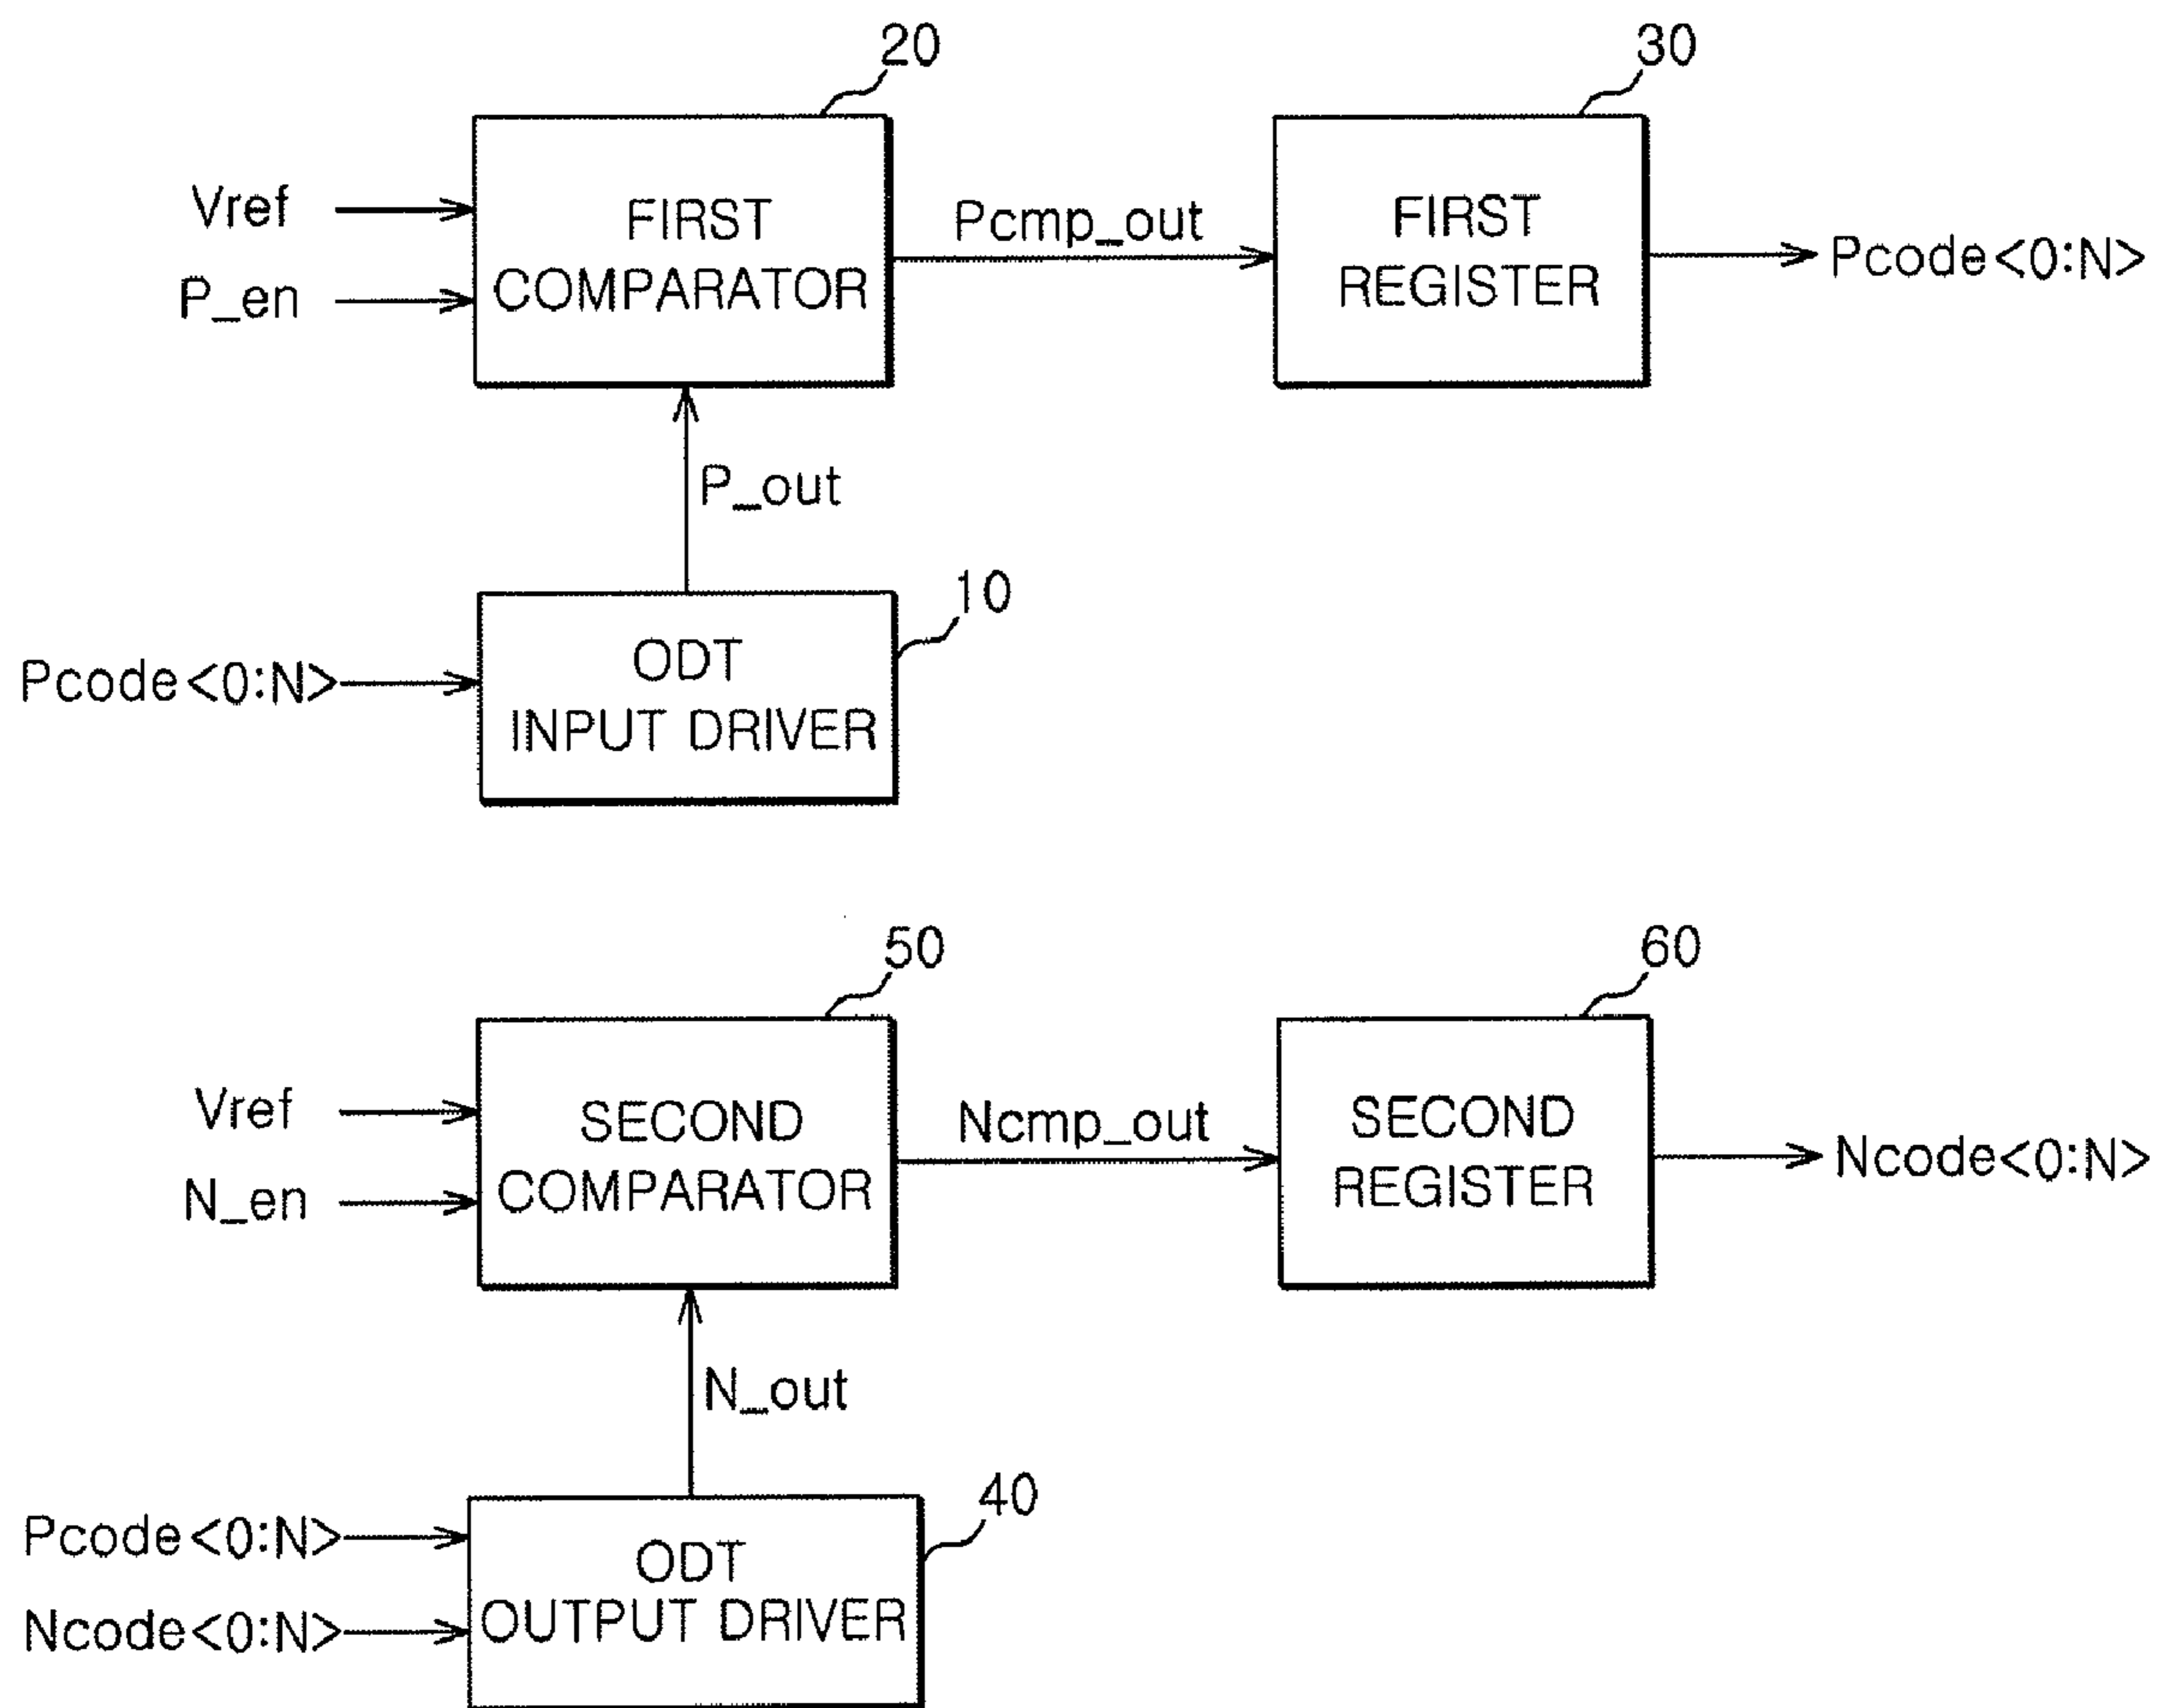 20
30
Vref
P_en
FIRST
COMPARATOR
Pcmp_out
FIRST
REGISTER
Pcode<0:N>
P_out
10
Pcode<0:N>
ODT
INPUT DRIVER
50
60
Vref
N_en
SECOND
COMPARATOR
Ncmp_out
SECOND
REGISTER
Ncode<0:N>
N_out
40
Pcode<0:N>
Ncode<0:N>
ODT
OUTPUT DRIVER